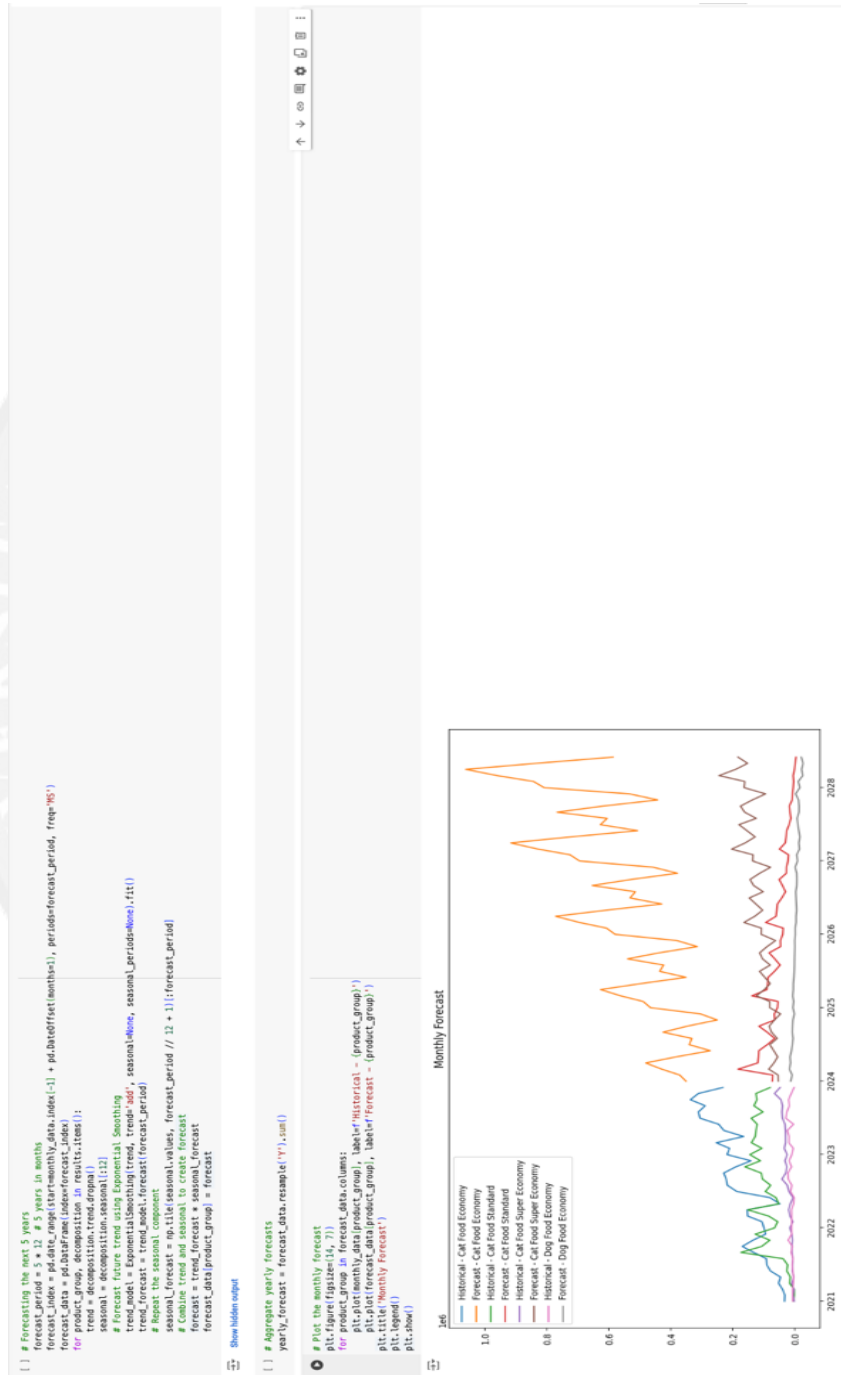 [ ] # Forecasting the next 5 years
forecast_period = 5 * 12  # 5 years in months
forecast_index = pd.date_range(start=monthly_data.index[-1] + pd.DateOffset(months=1), periods=forecast_period, freq='MS')
forecast_data = pd.DataFrame(index=forecast_index)
for product_group, decomposition in results.items():
    trend = decomposition.trend.dropna()
    seasonal = decomposition.seasonal[:12]
    # Forecast future trend using Exponential Smoothing
    trend_model = ExponentialSmoothing(trend, trend='add', seasonal=None, seasonal_periods=None).fit()
    trend_forecast = trend_model.forecast(forecast_period)
    # Repeat the seasonal component
    seasonal_forecast = np.tile(seasonal.values, forecast_period // 12 + 1)[:forecast_period]
    # Combine trend and seasonal to create forecast
    forecast = trend_forecast * seasonal_forecast
    forecast_data[product_group] = forecast
Show hidden output
[ ] # Aggregate yearly forecasts
yearly_forecast = forecast_data.resample('Y').sum()
# Plot the monthly forecast
plt.figure(figsize=(14, 7))
for product_group in forecast_data.columns:
    plt.plot(monthly_data[product_group], label=f'Historical - {product_group}')
    plt.plot(forecast_data[product_group], label=f'Forecast - {product_group}')
plt.title('Monthly Forecast')
plt.legend()
plt.show()
Monthly Forecast
1e6
Historical - Cat Food Economy
Forecast - Cat Food Economy
Historical - Cat Food Standard
Forecast - Cat Food Standard
Historical - Cat Food Super Economy
Forecast - Cat Food Super Economy
Historical - Dog Food Economy
Forecast - Dog Food Economy
1.0
0.8
0.6
0.4
0.2
0.0
2021 2022 2023 2024 2025 2026 2027 2028